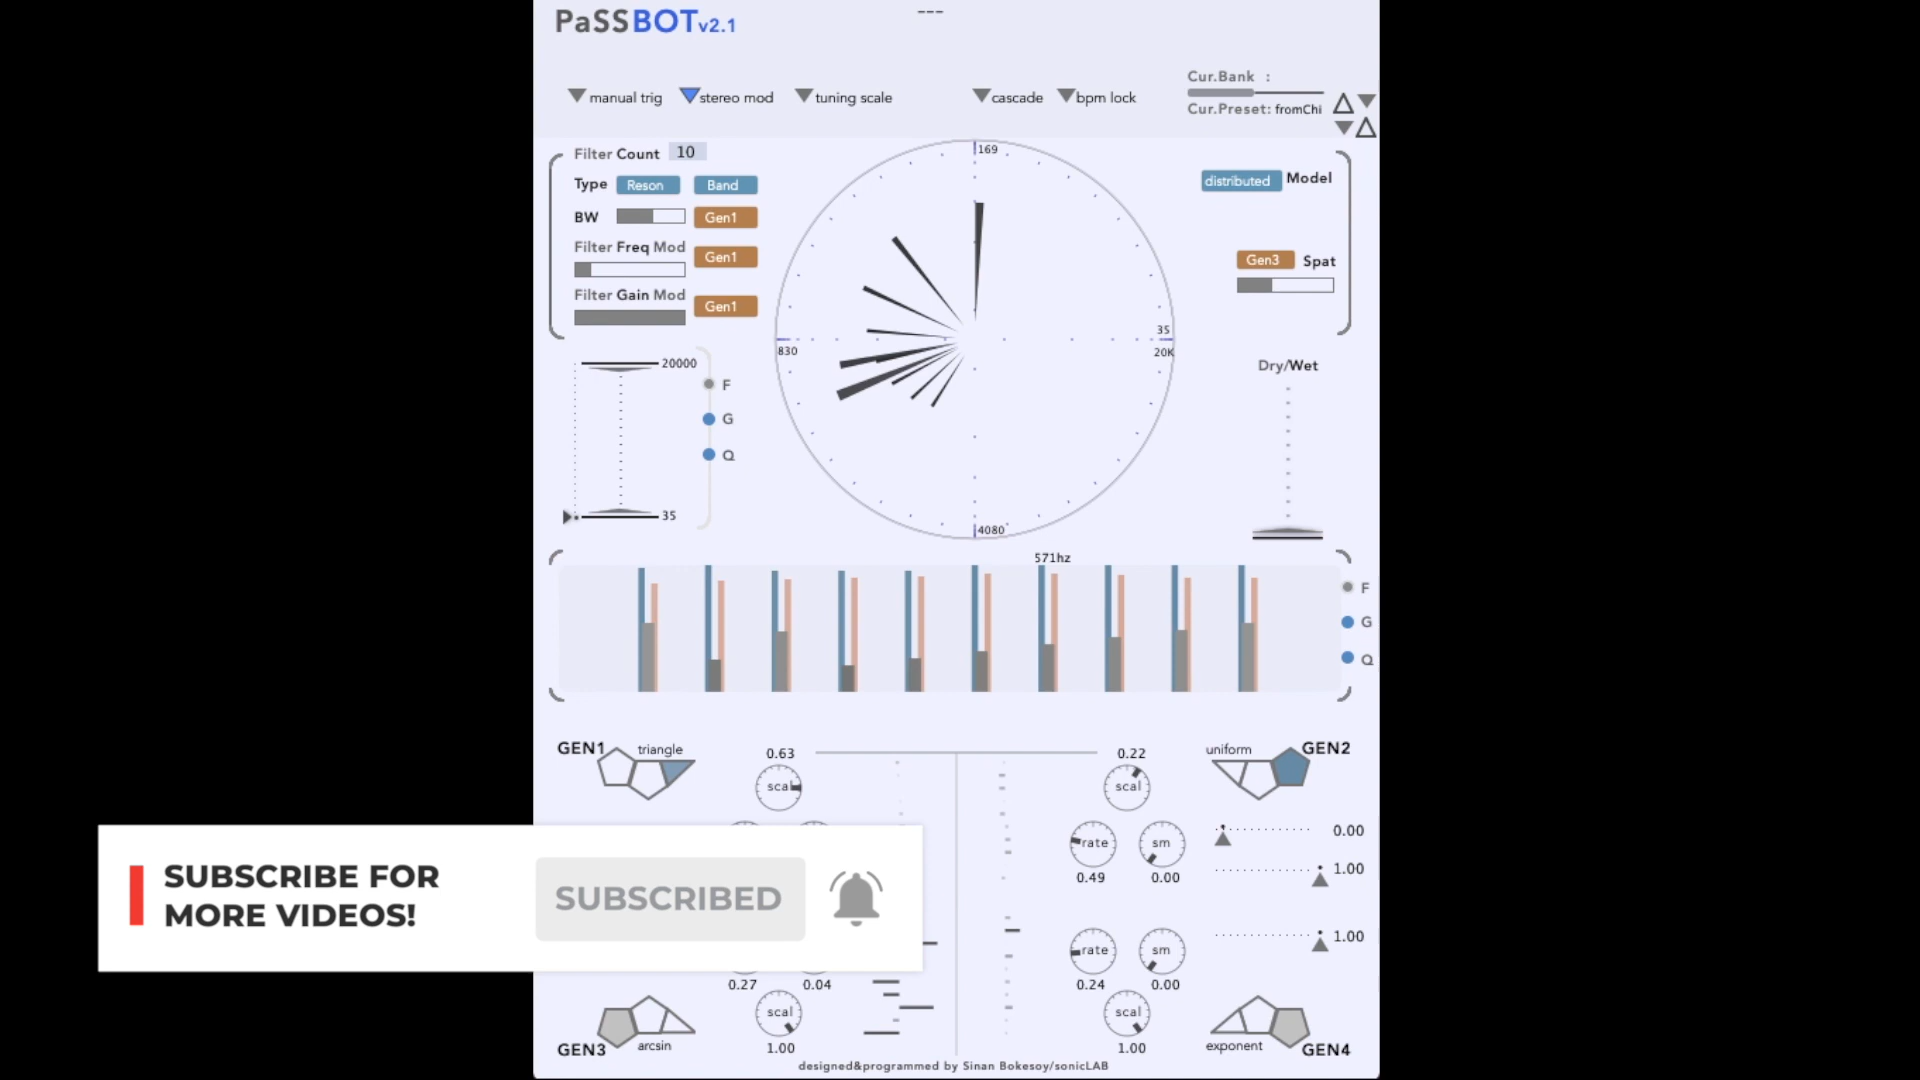 PaSSBOTv2.1
---
manual trig
stereo mod
tuning scale
cascade
bpm lock
Cur.Bank :
Cur.Preset: fromChi
Filter Count 10
Type Reson Band
BW Gen1
Filter Freq Mod
Gen1
Filter Gain Mod
Gen1
169
830
35
20K
4080
distributed Model
Gen3 Spat
20000
35
F
G
Q
Dry/Wet
571hz
F
G
Q
GEN1
triangle
0.63
scal
0.22
scal
uniform
GEN2
rate
sm
0.49
0.00
0.00
1.00
1.00
SUBSCRIBE FOR
MORE VIDEOS!
SUBSCRIBED
rate
sm
0.27
0.04
0.24
0.00
scal
scal
GEN3
arcsin
1.00
1.00
exponent
GEN4
designed&programmed by Sinan Bokesoy/sonicLAB